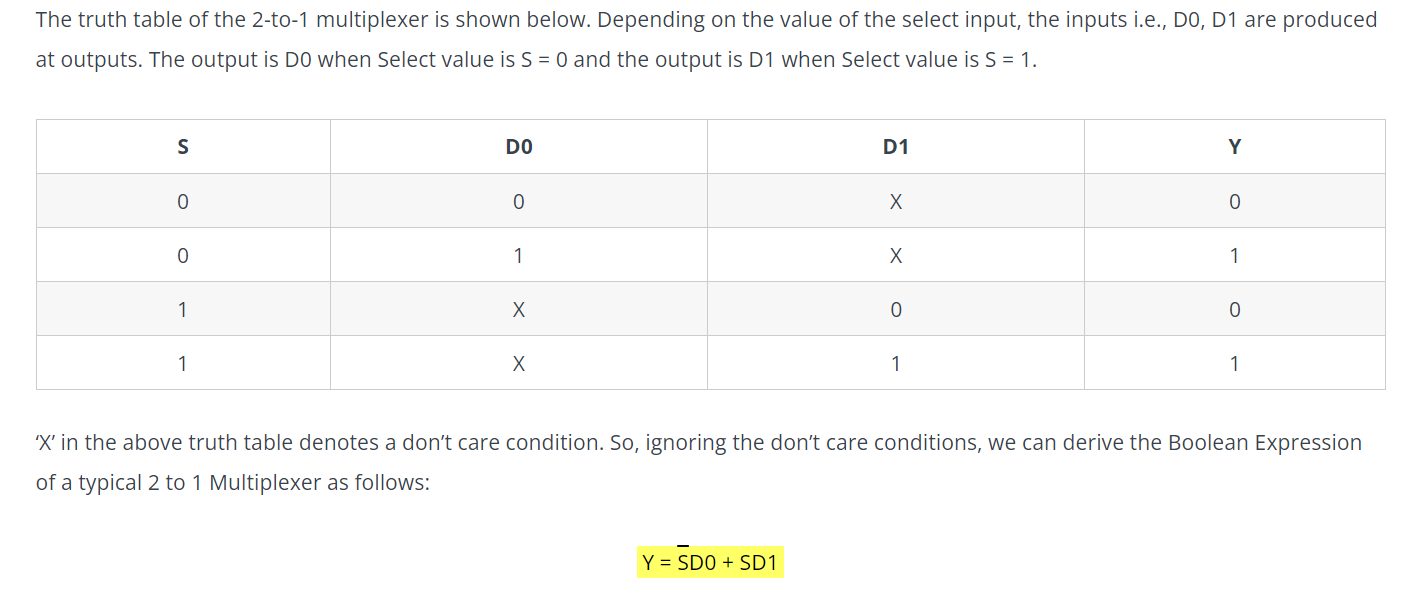 The truth table of the 2-to-1 multiplexer is shown below. Depending on the value of the select input, the inputs i.e., D0, D1 are produced
at outputs. The output is D0 when Select value is S = 0 and the output is D1 when Select value is S = 1.
S D0 D1 Y
0 0 X 0
0 1 X 1
1 X 0 0
1 X 1 1
‘X’ in the above truth table denotes a don’t care condition. So, ignoring the don’t care conditions, we can derive the Boolean Expression
of a typical 2 to 1 Multiplexer as follows:
Y = S̅D0 + SD1